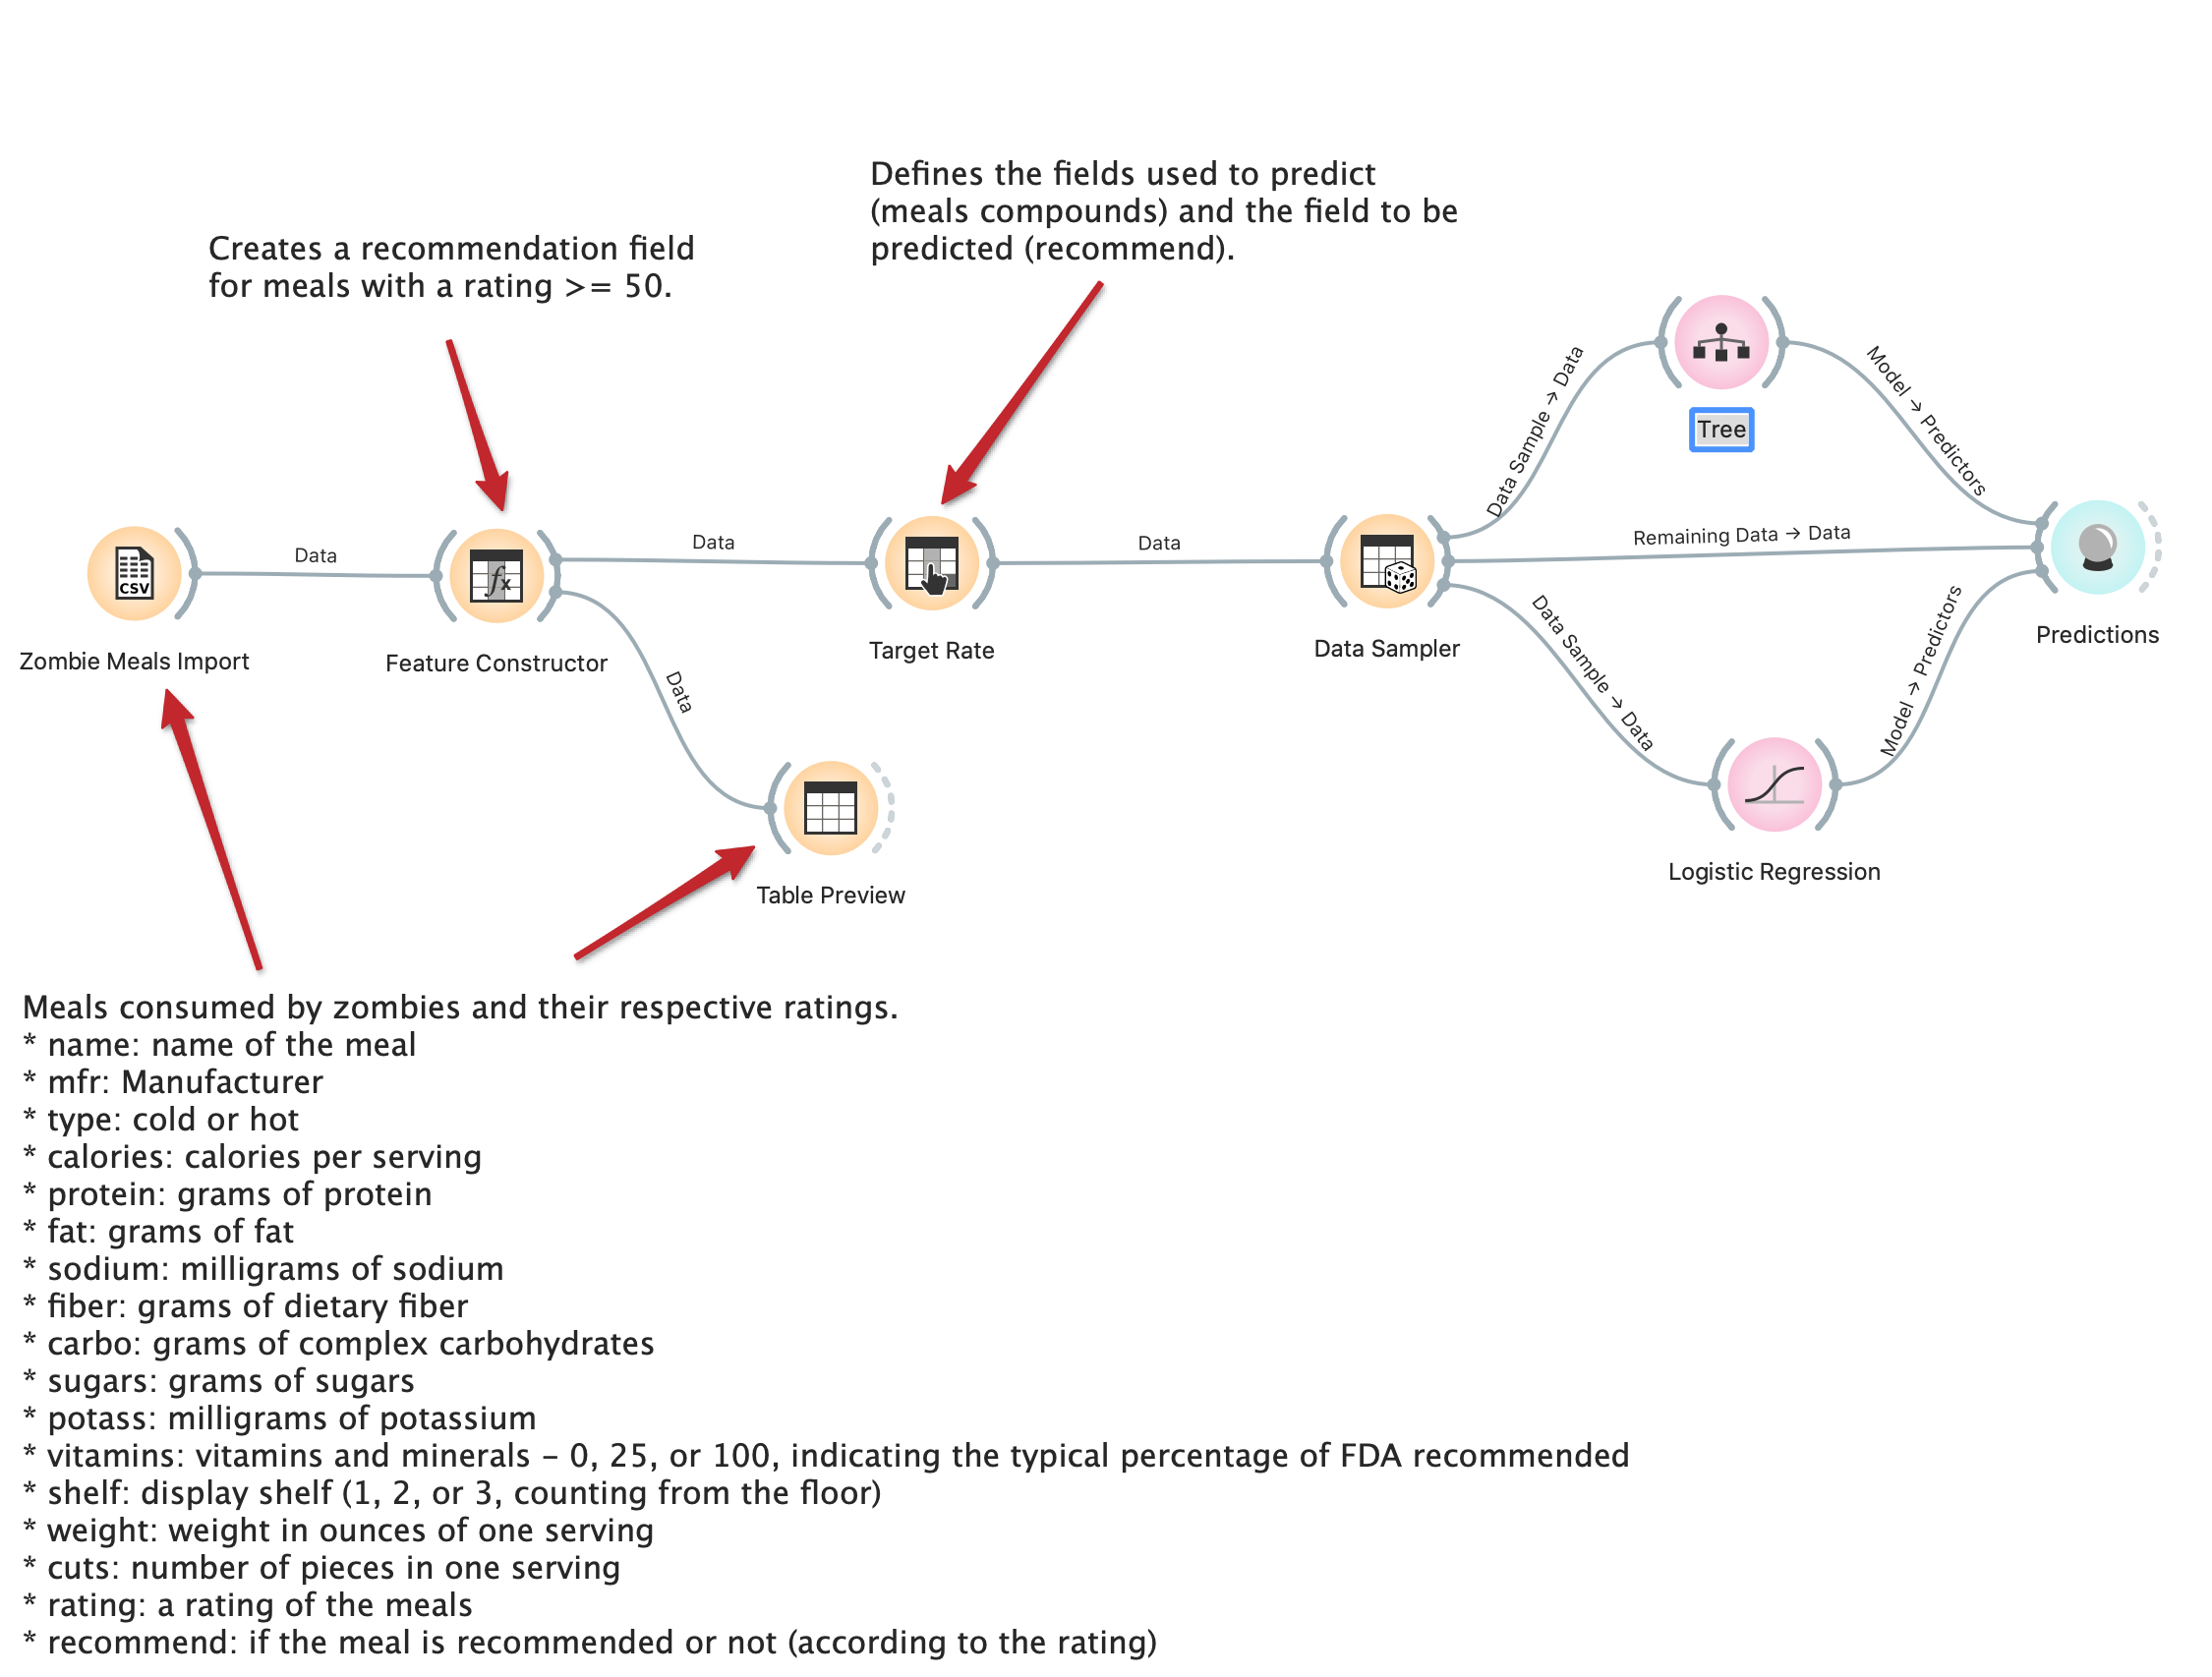 Defines the fields used to predict
(meals compounds) and the field to be
predicted (recommend).
Creates a recommendation field
for meals with a rating >= 50.
Data Sample → Data
Model → Predictors
Tree
Data
Data
Data
Remaining Data → Data
CSV
fx
Zombie Meals Import
Feature Constructor
Target Rate
Data Sampler
Predictions
Data
Data Sample → Data
Model → Predictors
Table Preview
Logistic Regression
Meals consumed by zombies and their respective ratings.
* name: name of the meal
* mfr: Manufacturer
* type: cold or hot
* calories: calories per serving
* protein: grams of protein
* fat: grams of fat
* sodium: milligrams of sodium
* fiber: grams of dietary fiber
* carbo: grams of complex carbohydrates
* sugars: grams of sugars
* potass: milligrams of potassium
* vitamins: vitamins and minerals - 0, 25, or 100, indicating the typical percentage of FDA recommended
* shelf: display shelf (1, 2, or 3, counting from the floor)
* weight: weight in ounces of one serving
* cuts: number of pieces in one serving
* rating: a rating of the meals
* recommend: if the meal is recommended or not (according to the rating)